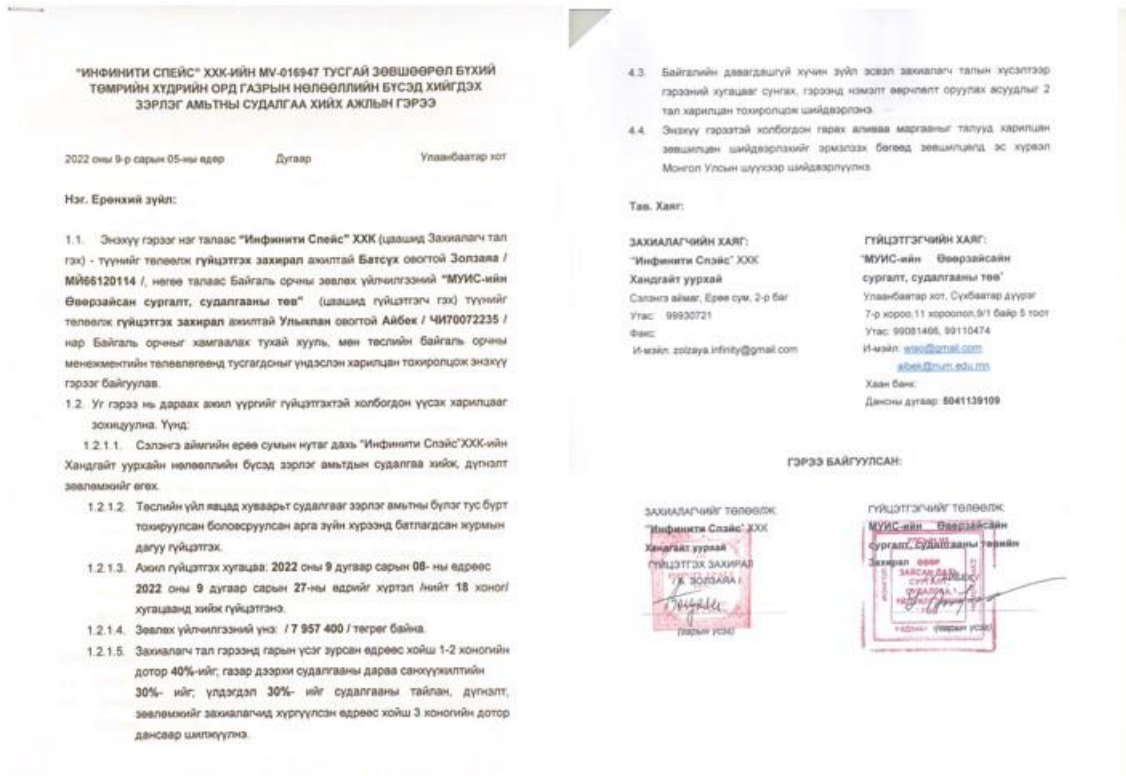 "ИНФИНИТИ СПЕЙС" ХХК-ИЙН MV-016947 ТУСГАЙ ЗӨВШӨӨРӨЛ БҮХИЙ
ТӨМРИЙН ХҮДРИЙН ОРД ГАЗРЫН НӨЛӨӨЛЛИЙН БҮСЭД ХИЙГДЭХ
ЗЭРЛЭГ АМЬТНЫ СУДАЛГАА ХИЙХ АЖЛЫН ГЭРЭЭ
2022 оны 9-р сарын 05-ны өдөр Дугаар Улаанбаатар хот
Нэг. Ерөнхий зүйл:
1.1. Энэхүү гэрээг нэг талаас "Инфинити Спейс" ХХК (цаашид Захиалагч тал
гэх) - түүнийг төлөөлж гүйцэтгэх захирал ажилтай Батсүх овогтой Золзаяа /
МЙ66120114 /, нөгөө талаас Байгаль орчны зөвлөх үйлчилгээний "МУИС-ийн
Өвөрзайсан сургалт, судалгааны төв" (цаашид гүйцэтгэгч гэх) түүнийг
төлөөлж гүйцэтгэх захирал ажилтай Улыкпан овогтой Айбек / ЧИ70072235 /
нар Байгаль орчныг хамгаалах тухай хууль, мөн төслийн байгаль орчны
менежментийн төлөвлөгөөнд тусгагдсныг үндэслэн харилцан тохиролцож энэхүү
гэрээг байгуулав.
1.2. Уг гэрээ нь дараах ажил үүргийг гүйцэтгэхтэй холбогдон үүсэх харилцааг
зохицуулна. Үүнд:
1.2.1.1. Сэлэнгэ аймгийн ерөө сумын нутаг дахь "Инфинити Спэйс"ХХК-ийн
Хандгайт уурхайн нөлөөллийн бүсэд зэрлэг амьтдын судалгаа хийж, дүгнэлт
зөвлөмжийг өгөх.
1.2.1.2. Төслийн үйл явцад хуваарьт судалгааг зэрлэг амьтны бүлэг тус бүрт
тохируулсан боловсруулсан арга зүйн хүрээнд батлагдсан журмын
дагуу гүйцэтгэх.
1.2.1.3. Ажил гүйцэтгэх хугацаа: 2022 оны 9 дугаар сарын 08- ны өдрөөс
2022 оны 9 дугаар сарын 27-ны өдрийг хүртэл /нийт 18 хоног/
хугацаанд хийж гүйцэтгэнэ.
1.2.1.4. Зөвлөх үйлчилгээний үнэ: / 7 957 400 / төгрөг байна.
1.2.1.5. Захиалагч тал гэрээнд гарын үсэг зурсан өдрөөс хойш 1-2 хоногийн
дотор 40%-ийг; газар дээрхи судалгааны дараа санхүүжилтийн
30%- ийг; үлдэгдэл 30%- ийг судалгааны тайлан, дүгнэлт,
зөвлөмжийг захиалагчид хүргүүлсэн өдрөөс хойш 3 хоногийн дотор
дансаар шилжүүлнэ.
4.3. Байгалийн давагдашгүй хүчин зүйл эсвэл захиалагч талын хүсэлтээр
гэрээний хугацааг сунгах, гэрээнд нэмэлт өөрчлөлт оруулах асуудлыг 2
тал харилцан тохиролцож шийдвэрлэнэ.
4.4. Энэхүү гэрээтэй холбогдон гарах аливаа маргааныг талууд харилцан
зөвшилцөн шийдвэрлэхийг эрмэлзэх бөгөөд зөвшилцөлд эс хүрвэл
Монгол Улсын шүүхээр шийдвэрлүүлнэ.
Тав. Хаяг:
ЗАХИАЛАГЧИЙН ХАЯГ:
"Инфинити Спэйс" ХХК
Хандгайт уурхай
Сэлэнгэ аймаг, Ерөө сум, 2-р баг
Утас: 99930721
Факс:
И-мэйл: zolzaya.infinity@gmail.com
ГҮЙЦЭТГЭГЧИЙН ХАЯГ:
"МУИС-ийн Өвөрзайсайн
сургалт, судалгааны төв"
Улаанбаатар хот, Сүхбаатар дүүрэг
7-р хороо,11 хороолол,9/1 байр 5 тоот
Утас: 99081466, 99110474
И-мэйл: wiso@gmail.com
aibek@num.edu.mn
Хаан банк:
Дансны дугаар: 5041139109
ГЭРЭЭ БАЙГУУЛСАН:
ЗАХИАЛАГЧИЙГ ТӨЛӨӨЛЖ:
"Инфинити Спэйс" ХХК
Хандгайт уурхай
ГҮЙЦЭТГЭХ ЗАХИРАЛ
/Б. ЗОЛЗАЯА /
(гарын үсэг)
ГҮЙЦЭТГЭГЧИЙГ ТӨЛӨӨЛЖ:
МУИС-ийн Өвөрзайсайн
сургалт, судалгааны төвийн
Захирал
(гарын үсэг)